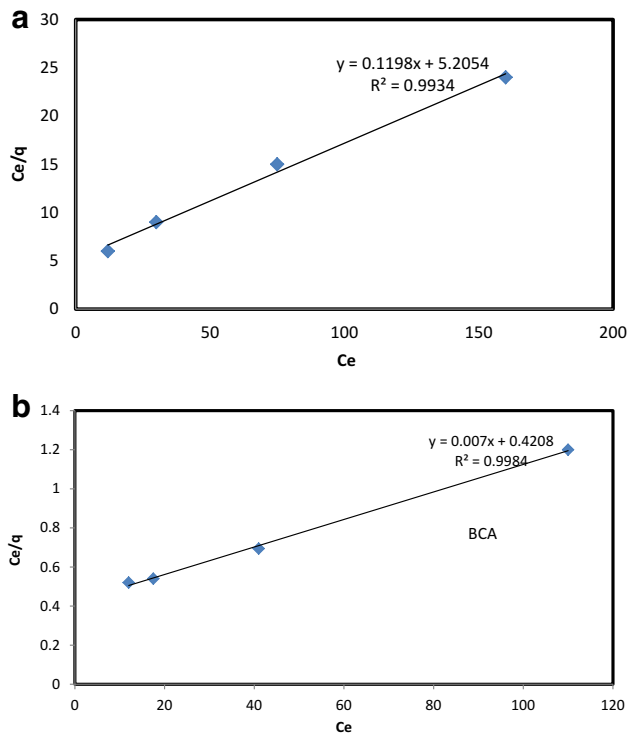 a
30
25
20
15
10
5
0
Ce/q
y = 0.1198x + 5.2054
R² = 0.9934
0 50 100 150 200
Ce
b
1.4
1.2
1
0.8
0.6
0.4
0.2
0
Ce/q
y = 0.007x + 0.4208
R² = 0.9984
BCA
0 20 40 60 80 100 120
Ce